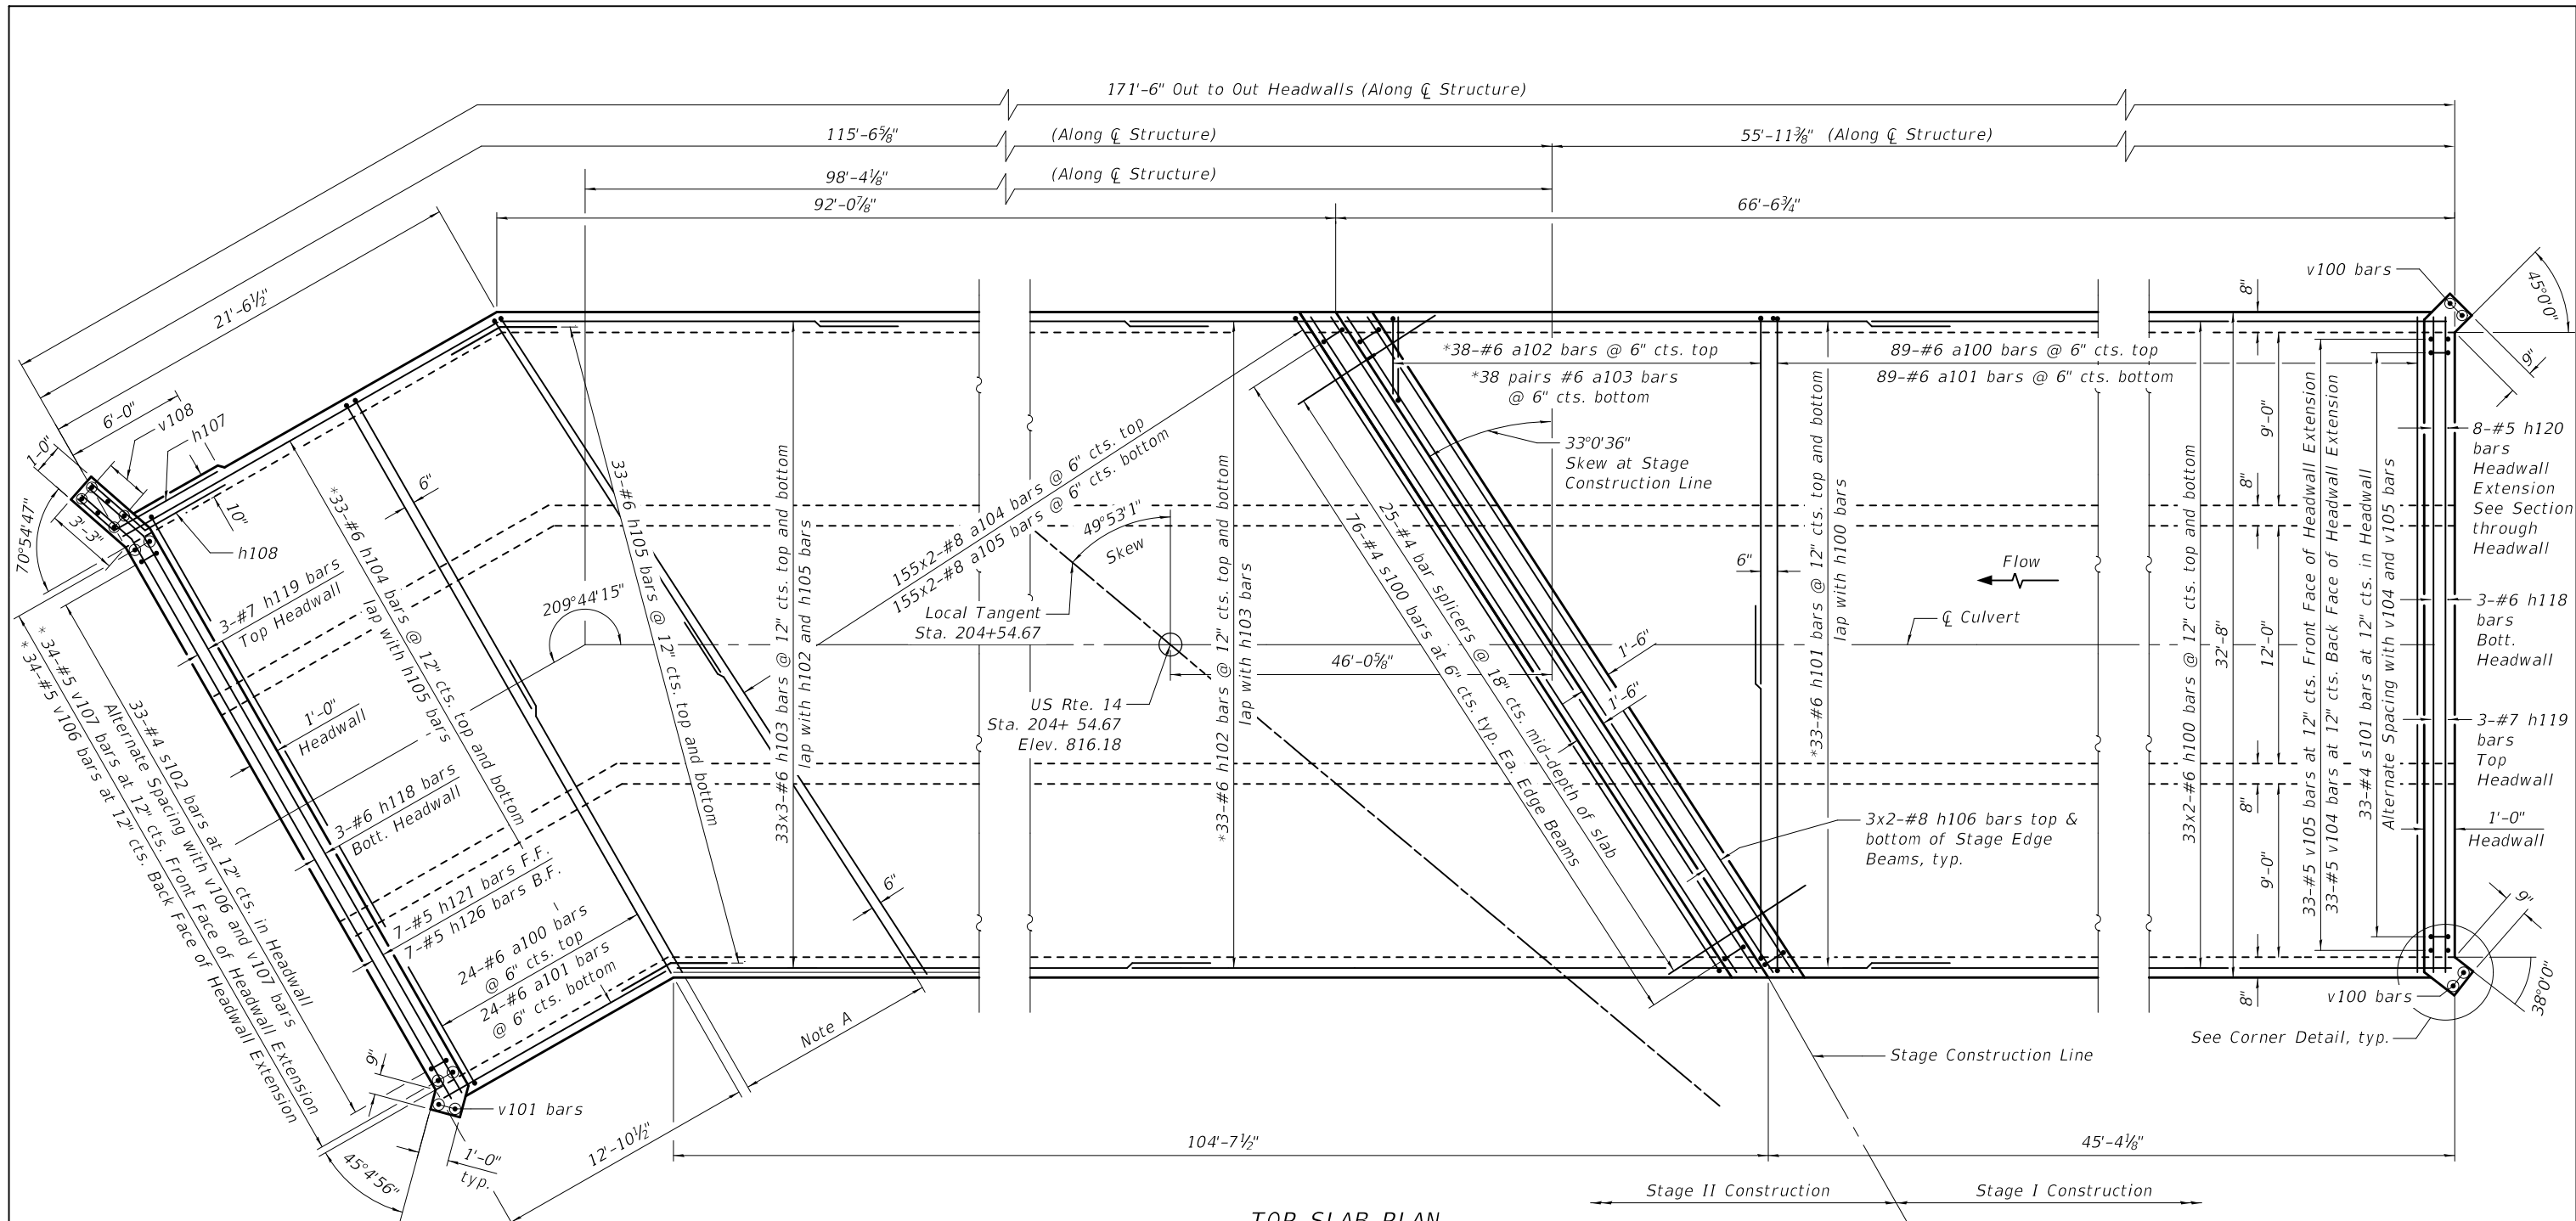 171'-6" Out to Out Headwalls (Along ℄ Structure)
115'-6⅝" (Along ℄ Structure)
55'-11⅜" (Along ℄ Structure)
98'-4⅛" (Along ℄ Structure)
92'-0⅞"
66'-6¾"
21'-6½"
6'-0"
v108
h107
1'-0"
3'-3"
70°54'47"
10"
h108
6"
*33-#6 h104 bars @ 12" cts. top and bottom
lap with h105 bars
33-#6 h105 bars @ 12" cts. top and bottom
33x3-#6 h103 bars @ 12" cts. top and bottom
lap with h102 and h105 bars
155x2-#8 a104 bars @ 6" cts. top
155x2-#8 a105 bars @ 6" cts. bottom
49°53'1"
Skew
Local Tangent
Sta. 204+54.67
209°44'15"
US Rte. 14
Sta. 204+ 54.67
Elev. 816.18
46'-0⅝"
*33-#6 h102 bars @ 12" cts. top and bottom
lap with h103 bars
*38-#6 a102 bars @ 6" cts. top
*38 pairs #6 a103 bars
@ 6" cts. bottom
89-#6 a100 bars @ 6" cts. top
89-#6 a101 bars @ 6" cts. bottom
33°0'36"
Skew at Stage
Construction Line
25-#4 bar splicers @ 18" cts. mid-depth of slab
76-#4 s100 bars at 6" cts. typ. Ea. Edge Beams
1'-6"
1'-6"
6"
*33-#6 h101 bars @ 12" cts. top and bottom
lap with h100 bars
Flow
℄ Culvert
33x2-#6 h100 bars @ 12" cts. top and bottom
32'-8"
8"
9'-0"
8"
12'-0"
8"
9'-0"
8"
33-#5 v105 bars at 12" cts. Front Face of Headwall Extension
33-#5 v104 bars at 12" cts. Back Face of Headwall Extension
33-#4 s101 bars at 12" cts. in Headwall
Alternate Spacing with v104 and v105 bars
v100 bars
45°0'0"
9"
8-#5 h120
bars
Headwall
Extension
See Section
through
Headwall
3-#6 h118
bars
Bott.
Headwall
3-#7 h119
bars
Top
Headwall
1'-0"
Headwall
9"
38°0'0"
v100 bars
See Corner Detail, typ.
3x2-#8 h106 bars top &
bottom of Stage Edge
Beams, typ.
Stage Construction Line
3-#7 h119 bars
Top Headwall
1'-0"
Headwall
3-#6 h118 bars
Bott. Headwall
7-#5 h121 bars F.F.
7-#5 h126 bars B.F.
24-#6 a100 bars
@ 6" cts. top
24-#6 a101 bars
@ 6" cts. bottom
33-#4 s102 bars at 12" cts. in Headwall
Alternate Spacing with v106 and v107 bars
* 34-#5 v107 bars at 12" cts. Front Face of Headwall Extension
* 34-#5 v106 bars at 12" cts. Back Face of Headwall Extension
6"
Note A
9"
v101 bars
12'-10½"
1'-0"
typ.
45°4'56"
104'-7½"
45'-4⅛"
Stage II Construction
Stage I Construction
TOP SLAB PLAN